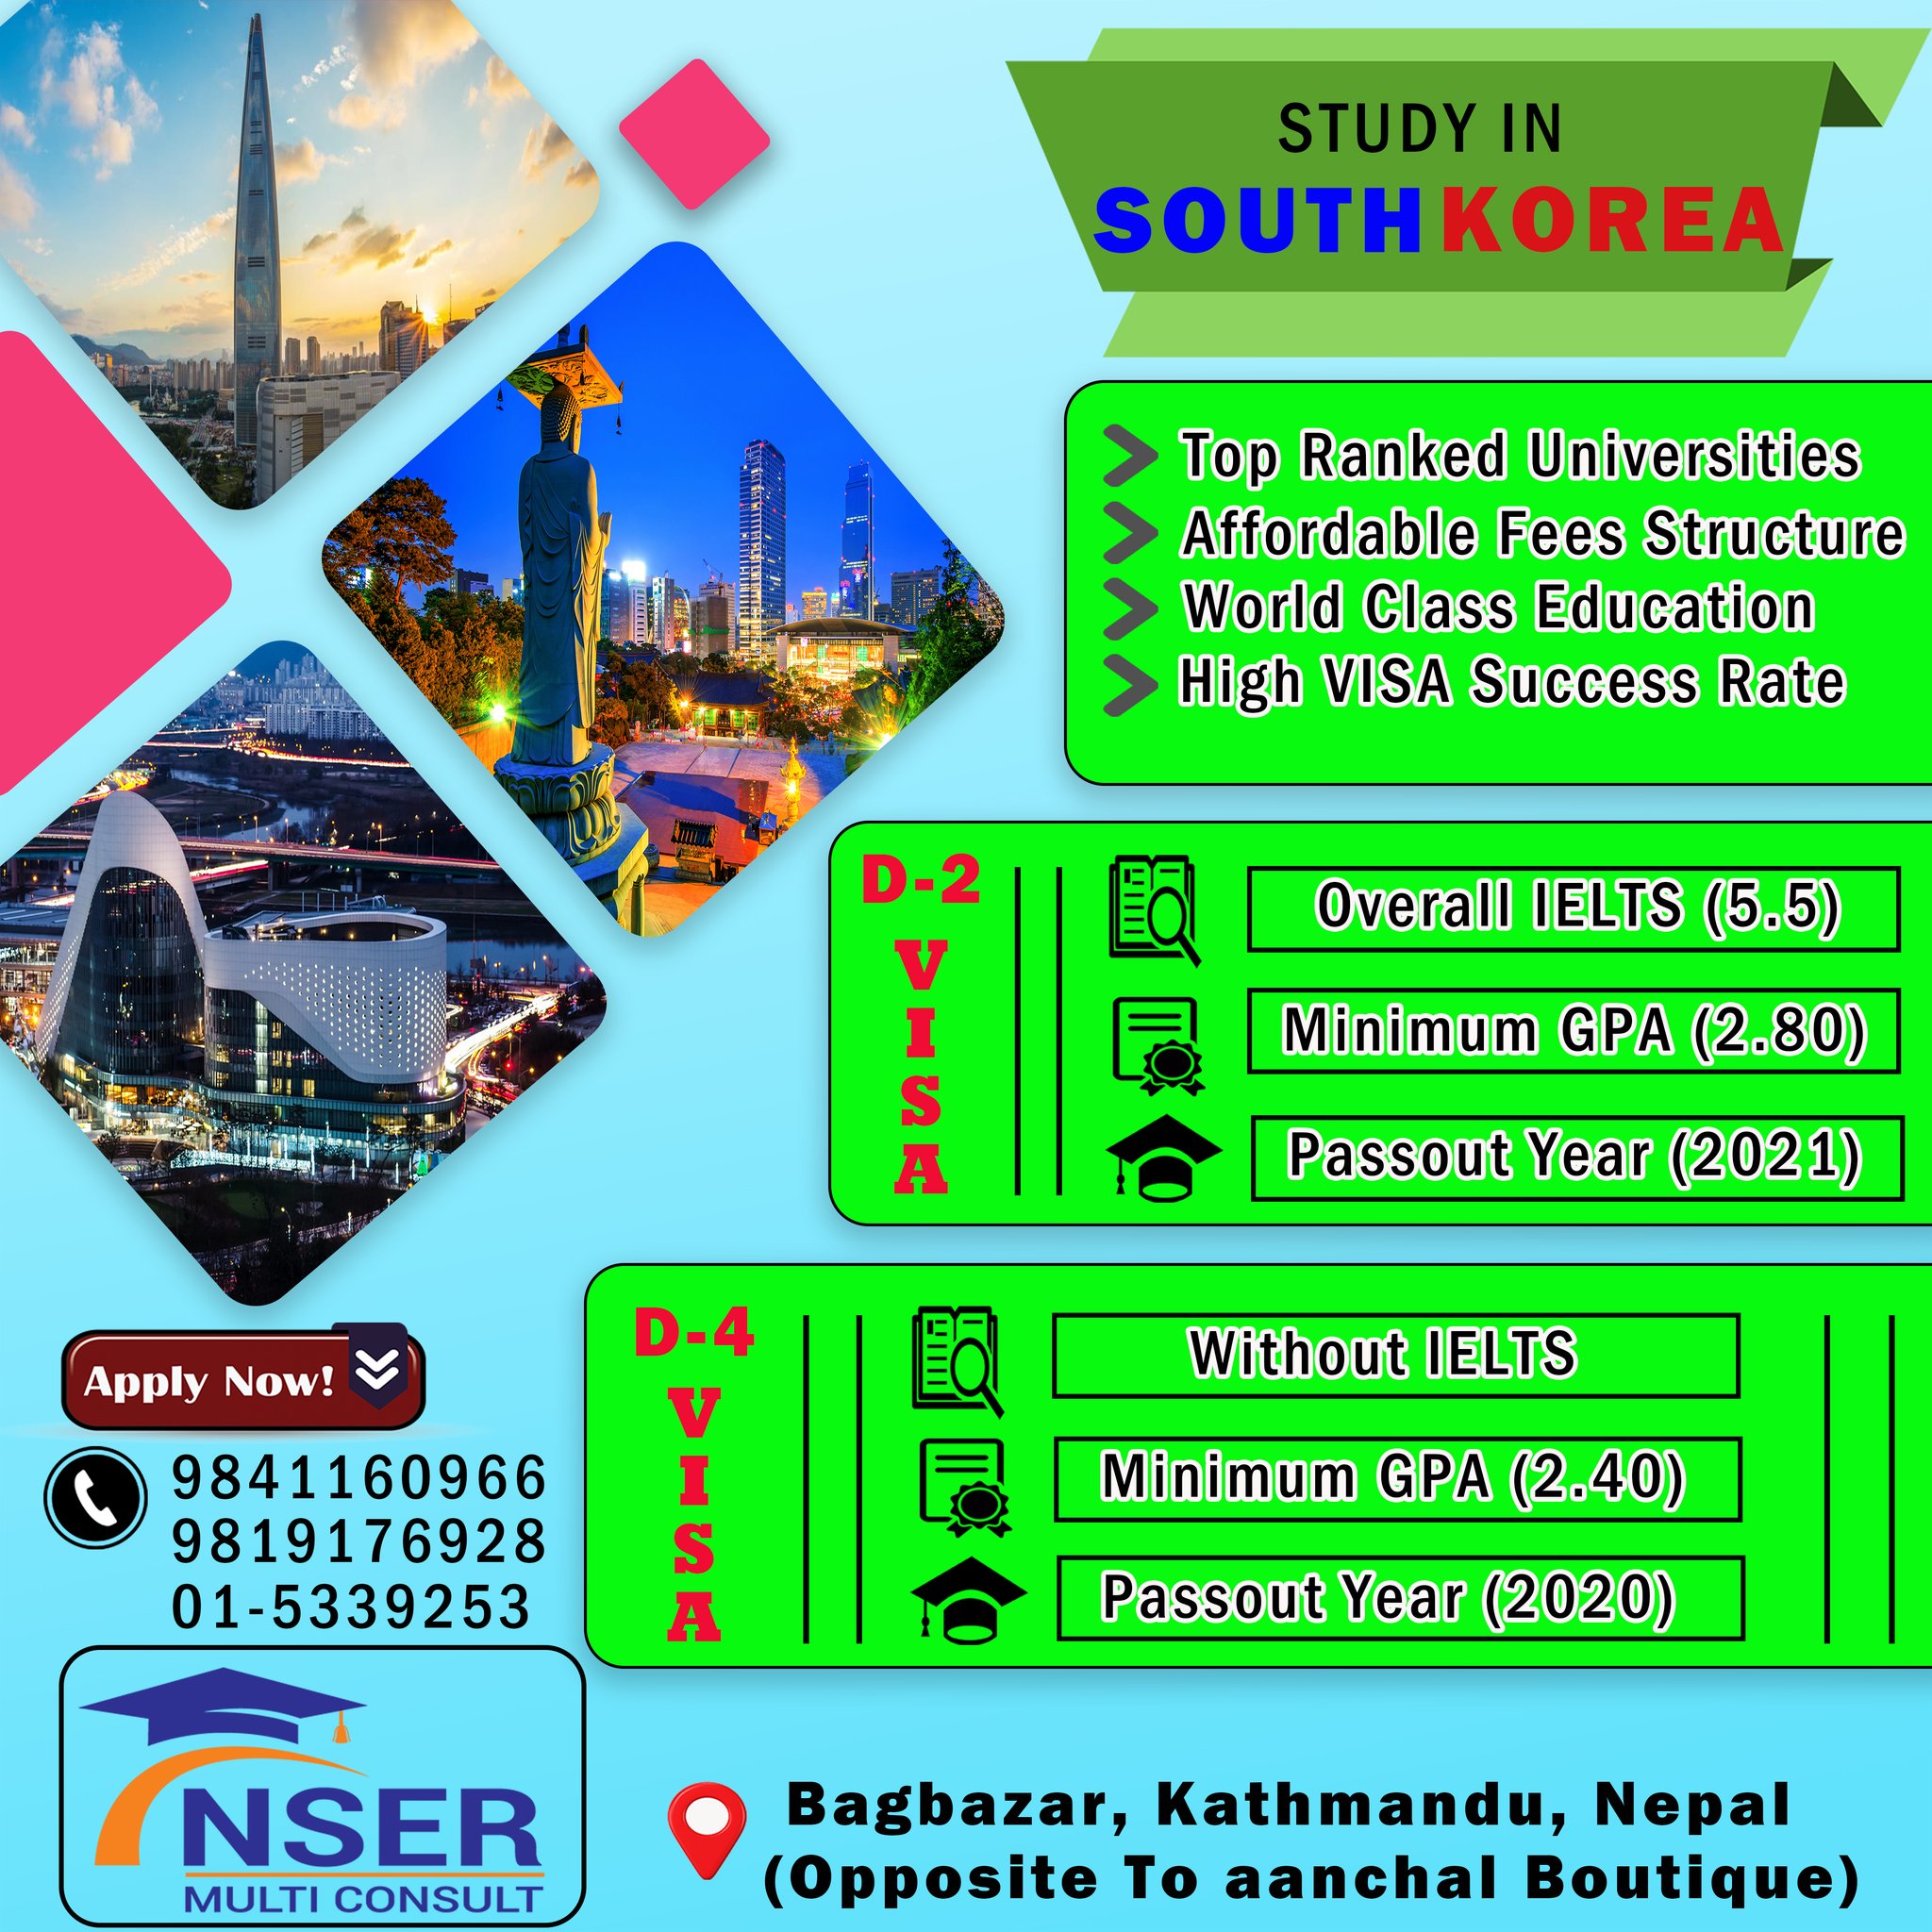 STUDY IN
SOUTH KOREA
Top Ranked Universities
Affordable Fees Structure
World Class Education
High VISA Success Rate
D-2
VISA
Overall IELTS (5.5)
Minimum GPA (2.80)
Passout Year (2021)
D-4
VISA
Without IELTS
Minimum GPA (2.40)
Passout Year (2020)
Apply Now!
9841160966
9819176928
01-5339253
NSER
MULTI CONSULT
Bagbazar, Kathmandu, Nepal
(Opposite To aanchal Boutique)